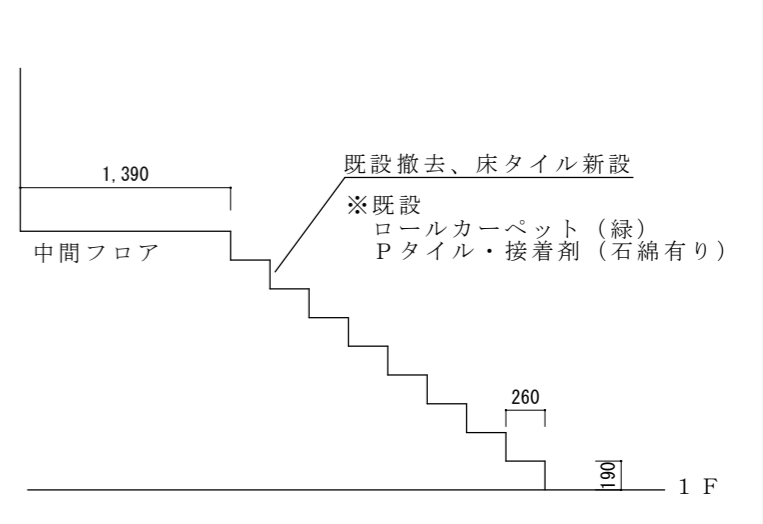 1,390
既設撤去、床タイル新設
※既設
ロールカーペット（緑）
Ｐタイル・接着剤（石綿有り）
中間フロア
260
190
１Ｆ